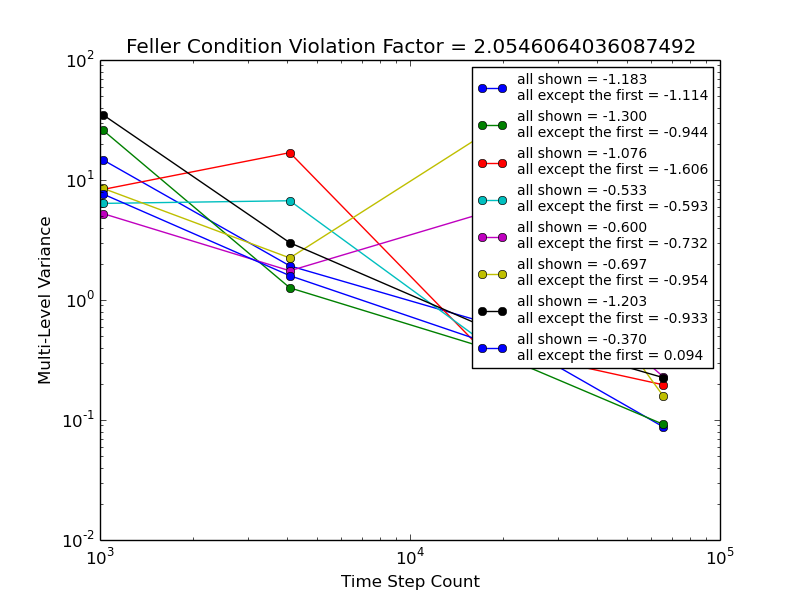 Feller Condition Violation Factor = 2.0546064036087492
10^2
10^1
10^0
10^-1
10^-2
Multi-Level Variance
all shown = -1.183
all except the first = -1.114
all shown = -1.300
all except the first = -0.944
all shown = -1.076
all except the first = -1.606
all shown = -0.533
all except the first = -0.593
all shown = -0.600
all except the first = -0.732
all shown = -0.697
all except the first = -0.954
all shown = -1.203
all except the first = -0.933
all shown = -0.370
all except the first = 0.094
10^3 10^4 10^5
Time Step Count